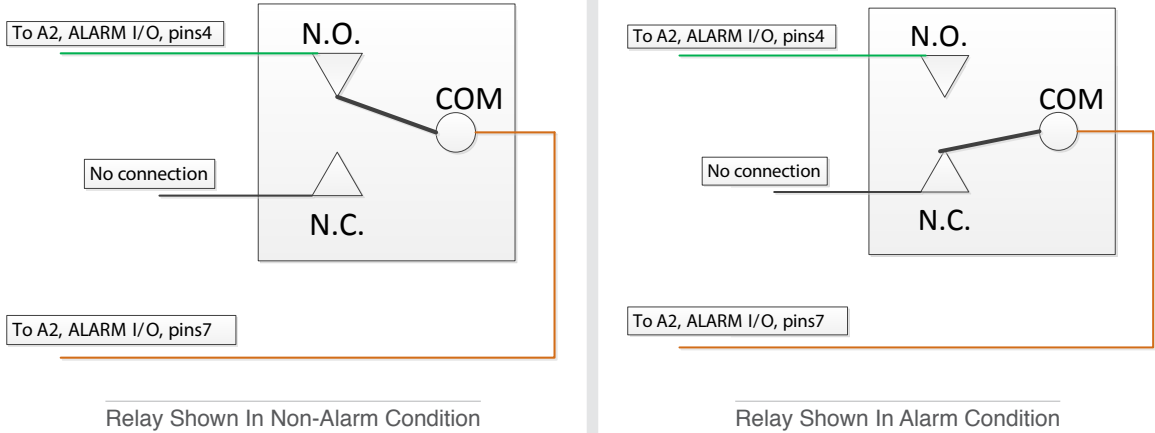 To A2, ALARM I/O, pins4
N.O.
COM
No connection
N.C.
To A2, ALARM I/O, pins7
Relay Shown In Non-Alarm Condition
To A2, ALARM I/O, pins4
N.O.
COM
No connection
N.C.
To A2, ALARM I/O, pins7
Relay Shown In Alarm Condition